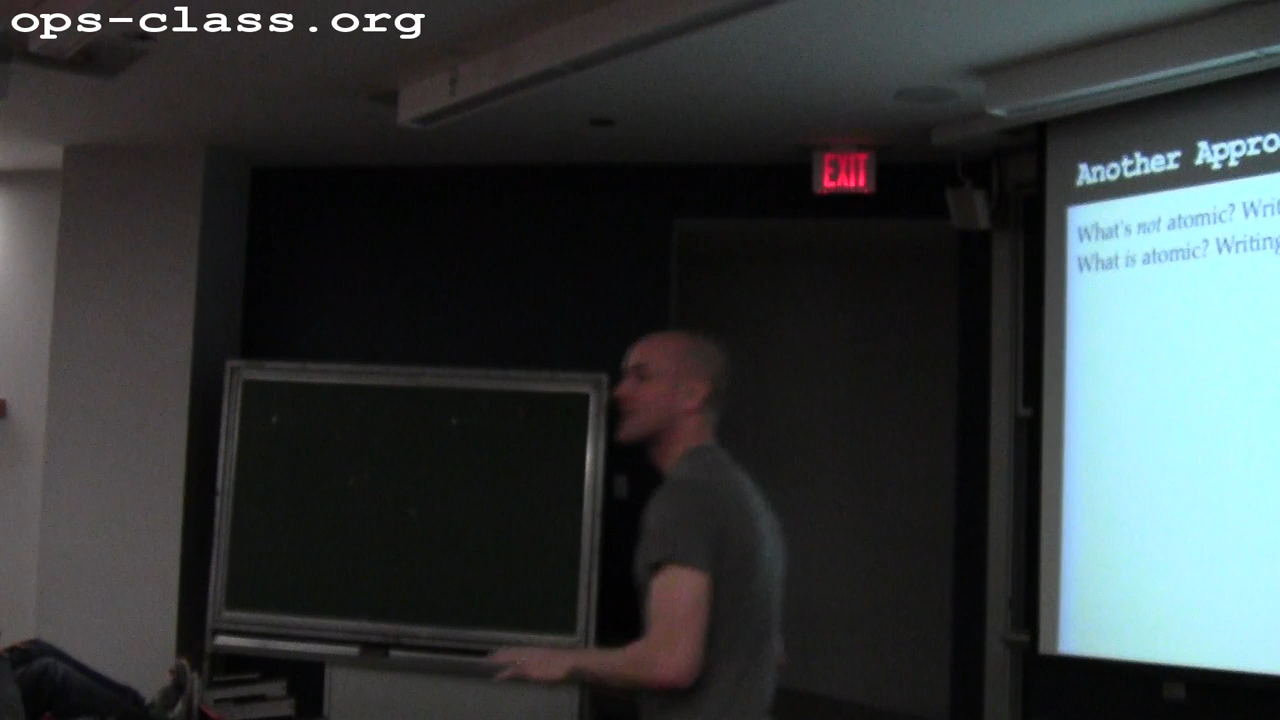 ops-class.org
EXIT
Another Appro
What's not atomic? Writ
What is atomic? Writing